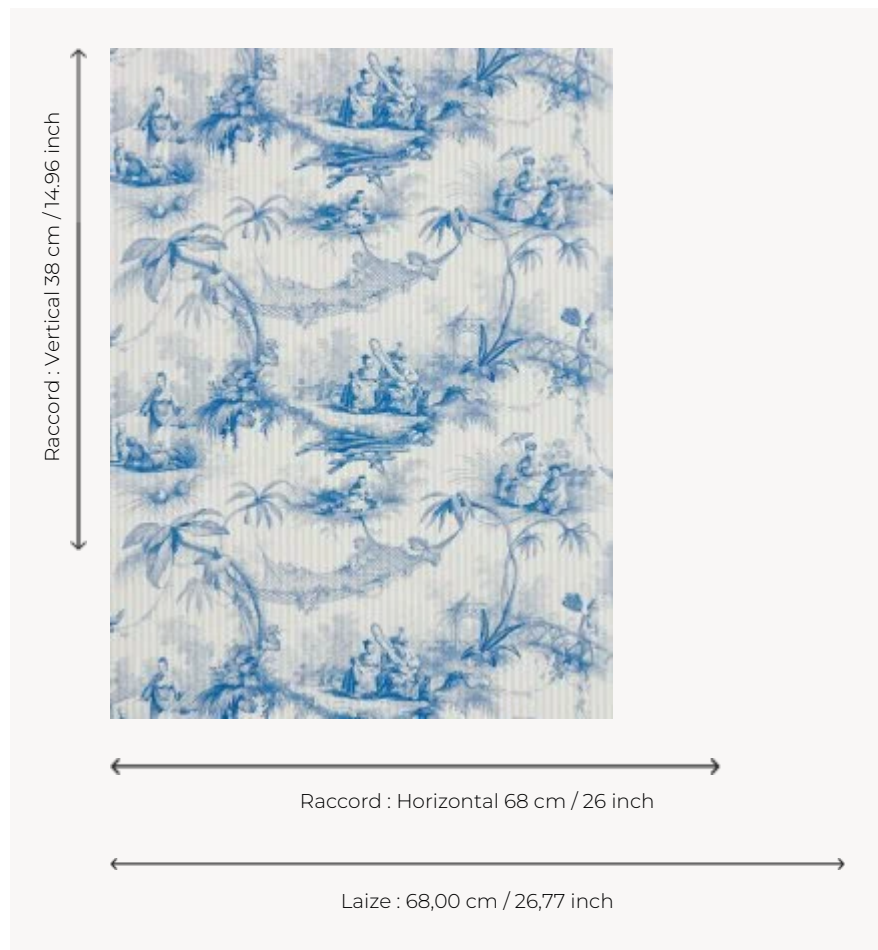 Raccord : Vertical 38 cm / 14.96 inch
Raccord : Horizontal 68 cm / 26 inch
Laize : 68,00 cm / 26,77 inch